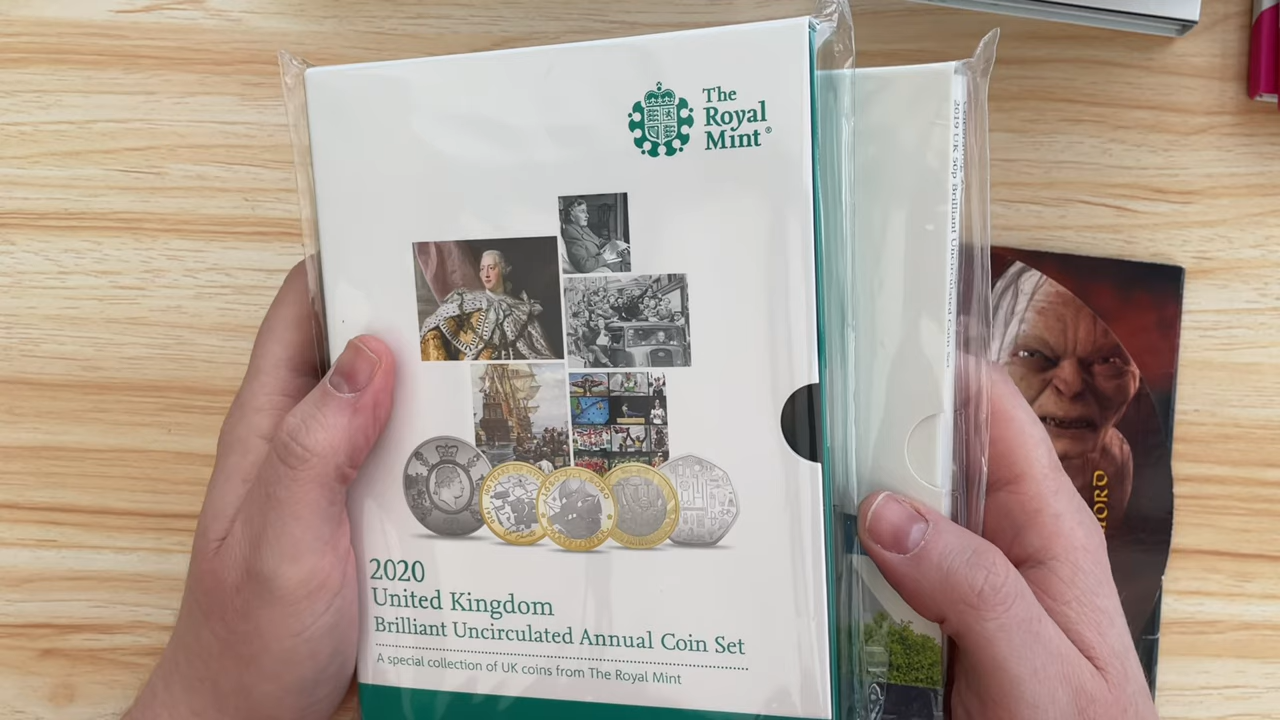 The
Royal
Mint®
2020
United Kingdom
Brilliant Uncirculated Annual Coin Set
A special collection of UK coins from The Royal Mint
2019 UK 50p Brilliant Uncirculated Coin Set